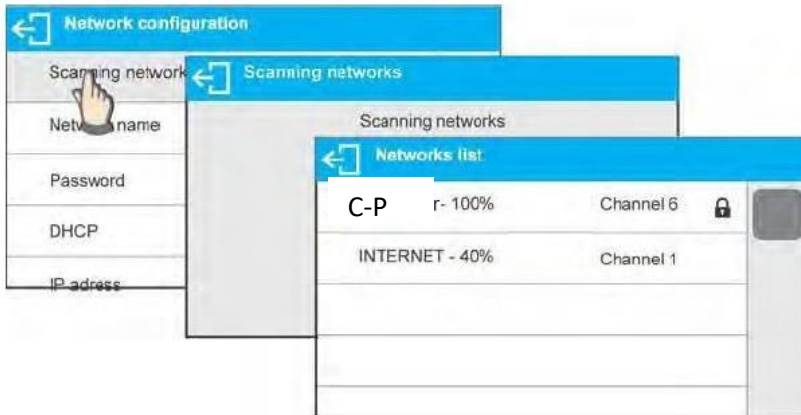 Network configuration
Scanning network
Network name
Password
DHCP
IP adress
Scanning networks
Scanning networks
Networks list
C-P r- 100% Channel 6
INTERNET - 40% Channel 1